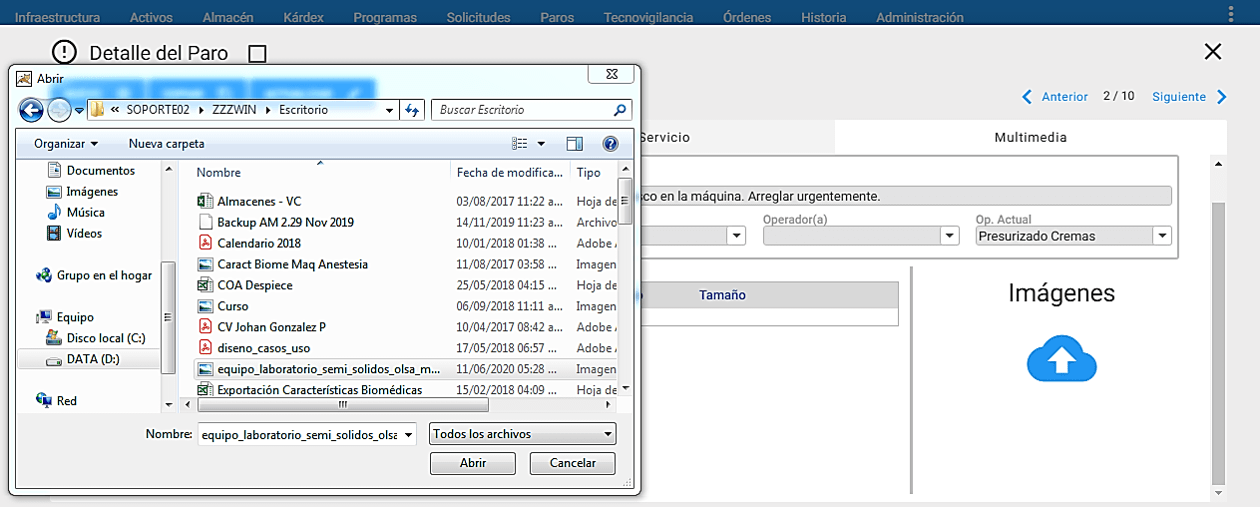 Infraestructura Activos Almacén Kárdex Programas Solicitudes Paros Tecnovigilancia Órdenes Historia Administración
Detalle del Paro
Abrir
« SOPORTE02 ▸ ZZZWIN ▸ Escritorio
Buscar Escritorio
Anterior 2 / 10 Siguiente
Organizar Nueva carpeta
Servicio Multimedia
Documentos
Imágenes
Música
Vídeos
Grupo en el hogar
Equipo
Disco local (C:)
DATA (D:)
Red
Nombre Fecha de modifica... Tipo
Almacenes - VC 03/08/2017 11:22 a... Hoja de
Backup AM 2.29 Nov 2019 14/11/2019 11:23 a... Archivo
Calendario 2018 10/01/2018 01:38 ... Adobe
Caract Biome Maq Anestesia 11/08/2017 03:58 ... Imagen
COA Despiece 25/05/2018 04:15 ... Hoja de
Curso 06/09/2018 11:11 a... Imagen
CV Johan Gonzalez P 10/04/2017 08:42 a... Adobe
diseno_casos_uso 17/05/2018 06:57 ... Adobe
equipo_laboratorio_semi_solidos_olsa_m... 11/06/2020 05:28 ... Imagen
Exportación Características Biomédicas 15/02/2018 04:09 ... Hoja de
Nombre: equipo_laboratorio_semi_solidos_olsa Todos los archivos
Abrir Cancelar
co en la máquina. Arreglar urgentemente.
Operador(a) Op. Actual
Presurizado Cremas
Tamaño
Imágenes